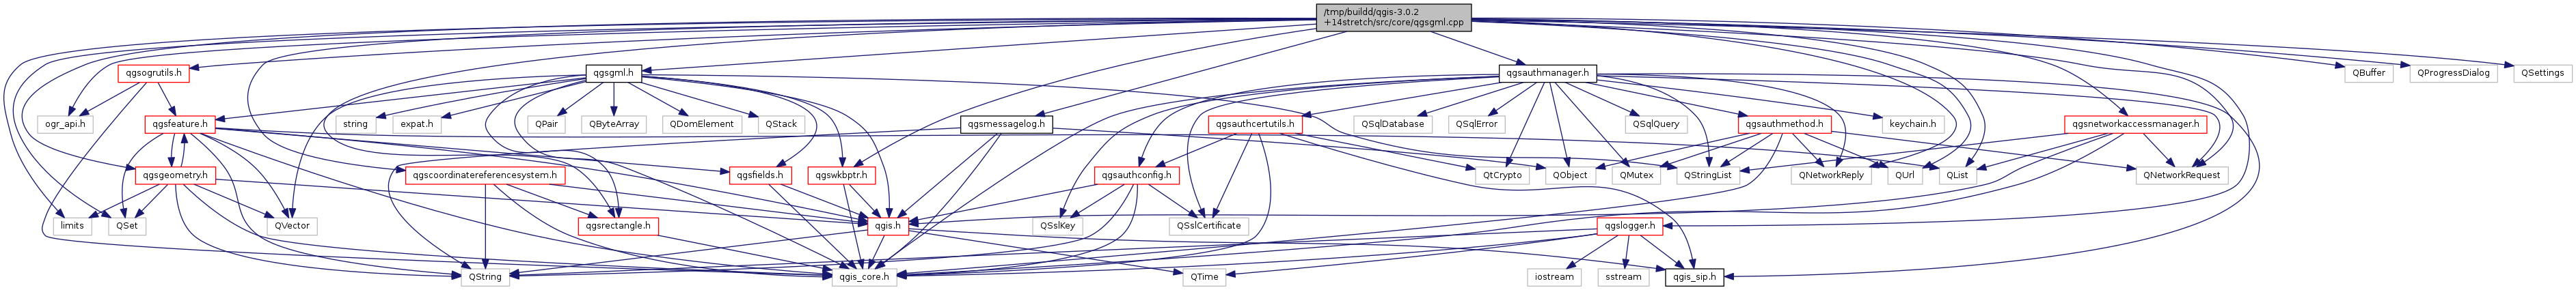 /tmp/buildd/qgis-3.0.2
+14stretch/src/core/qgsgml.cpp
qgsogrutils.h
qgsgml.h
qgsauthmanager.h
QBuffer
QProgressDialog
QSettings
ogr_api.h
qgsfeature.h
string
expat.h
QPair
QByteArray
QDomElement
QStack
qgsmessagelog.h
qgsauthcertutils.h
QSqlDatabase
QSqlError
QSqlQuery
qgsauthmethod.h
keychain.h
qgsnetworkaccessmanager.h
qgsgeometry.h
qgscoordinatereferencesystem.h
qgsfields.h
qgswkbptr.h
qgsauthconfig.h
QtCrypto
QObject
QMutex
QStringList
QNetworkReply
QUrl
QList
QNetworkRequest
limits
QSet
QVector
qgsrectangle.h
qgis.h
QSslKey
QSslCertificate
qgslogger.h
QString
qgis_core.h
QTime
iostream
sstream
qgis_sip.h